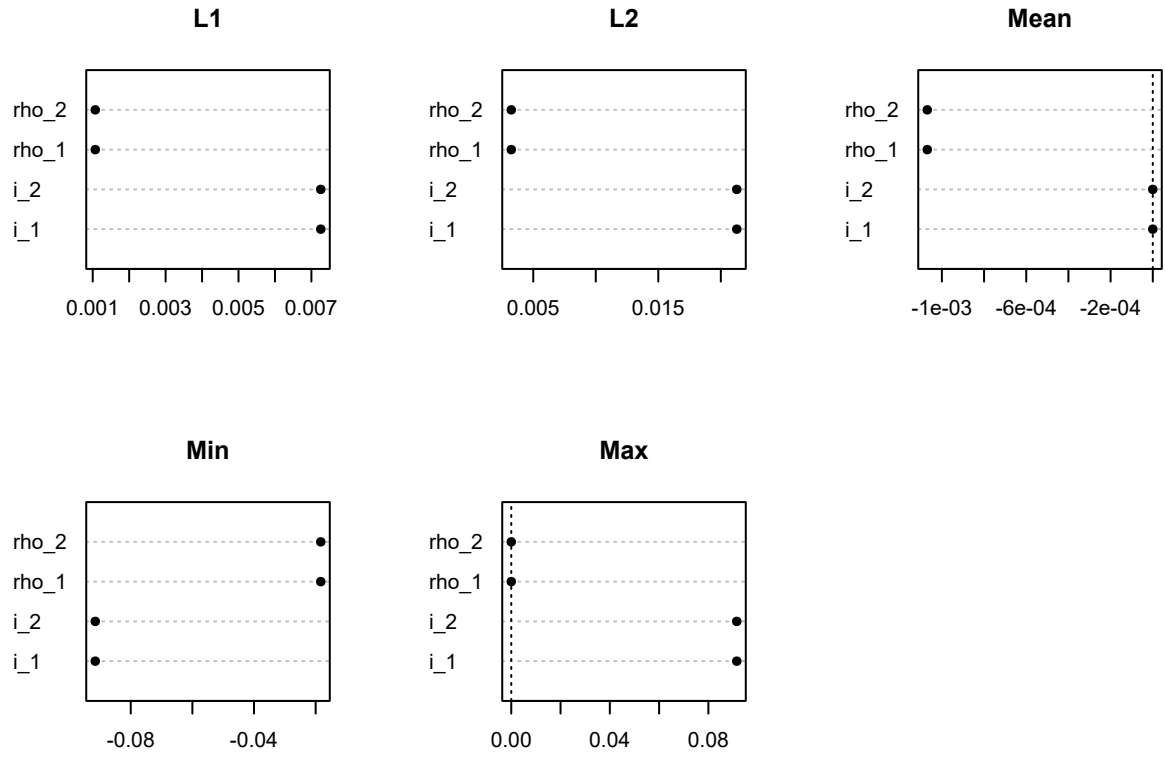 L1
rho_2
rho_1
i_2
i_1
0.001 0.003 0.005 0.007
L2
rho_2
rho_1
i_2
i_1
0.005 0.015
Mean
rho_2
rho_1
i_2
i_1
-1e-03 -6e-04 -2e-04
Min
rho_2
rho_1
i_2
i_1
-0.08 -0.04
Max
rho_2
rho_1
i_2
i_1
0.00 0.04 0.08